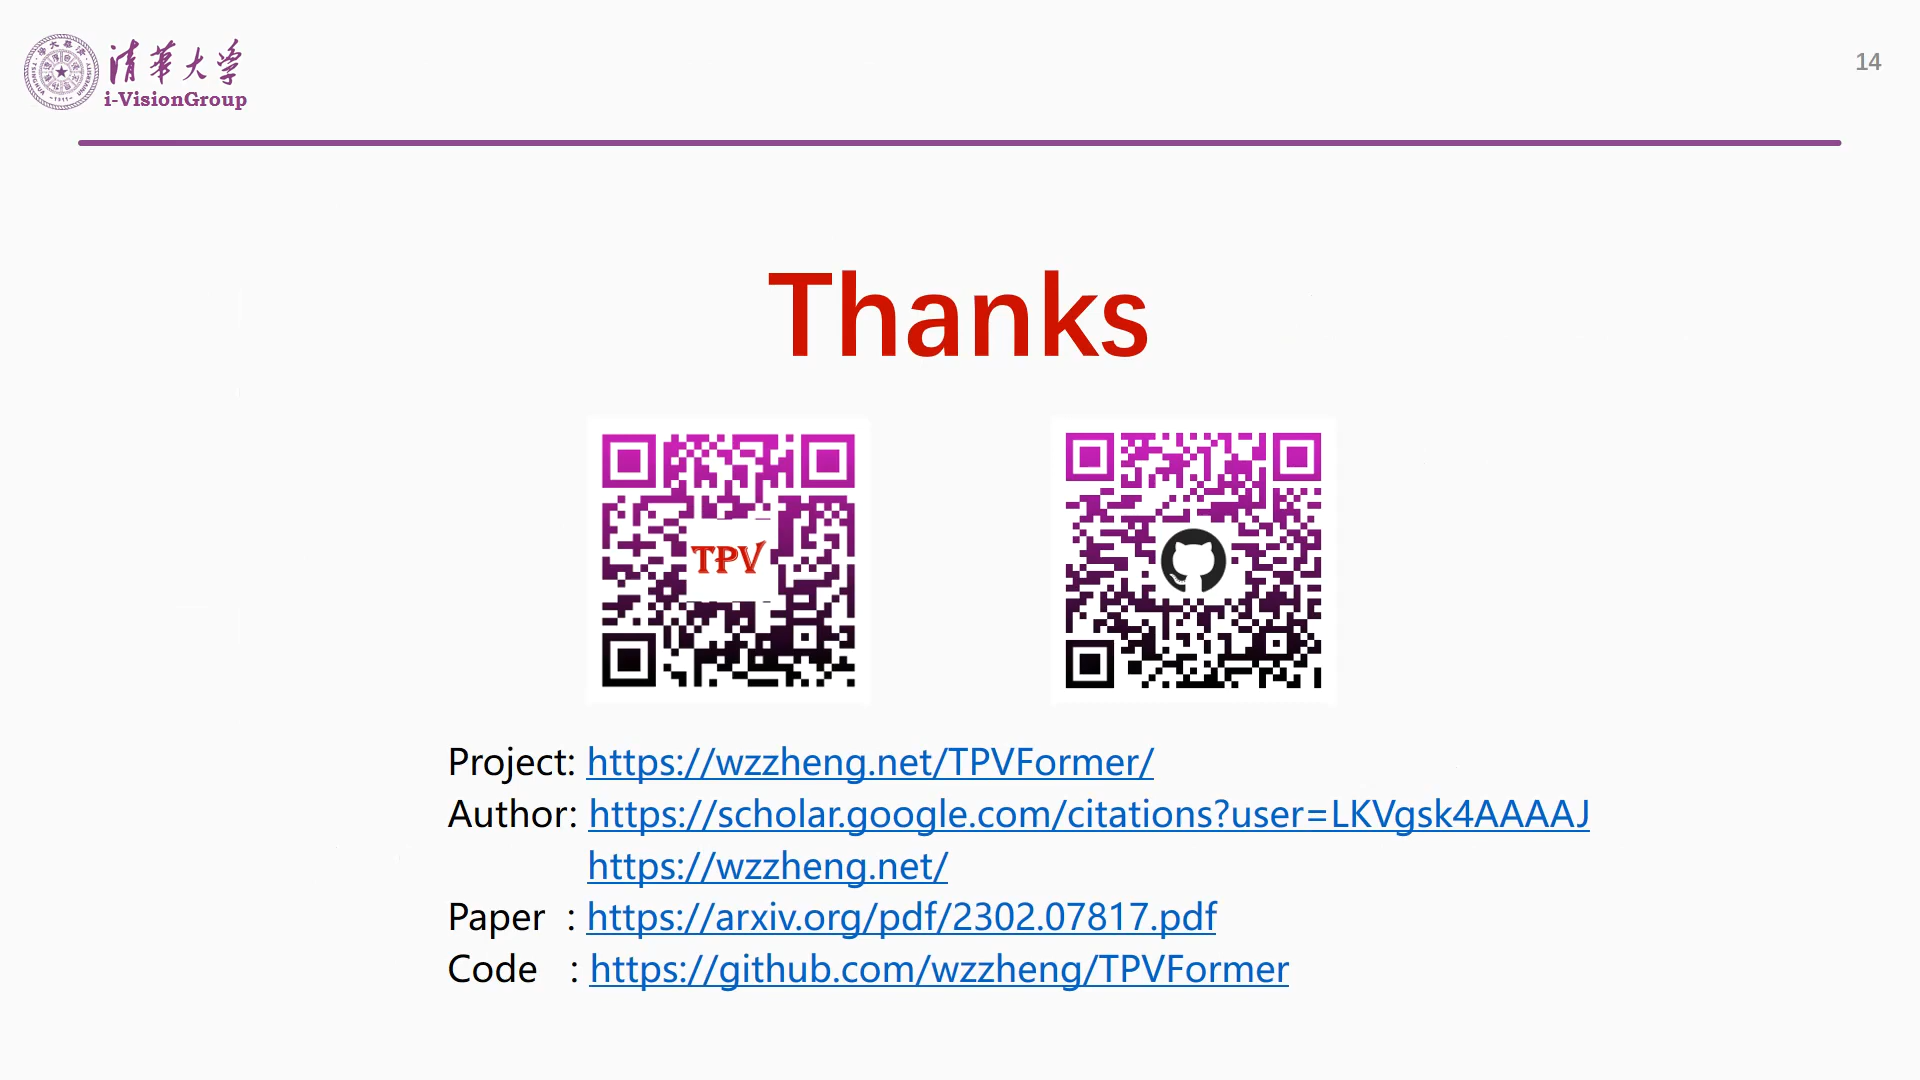 清华大学
i-VisionGroup
14
Thanks
TPV
Project: https://wzzheng.net/TPVFormer/
Author: https://scholar.google.com/citations?user=LKVgsk4AAAAJ
https://wzzheng.net/
Paper : https://arxiv.org/pdf/2302.07817.pdf
Code : https://github.com/wzzheng/TPVFormer